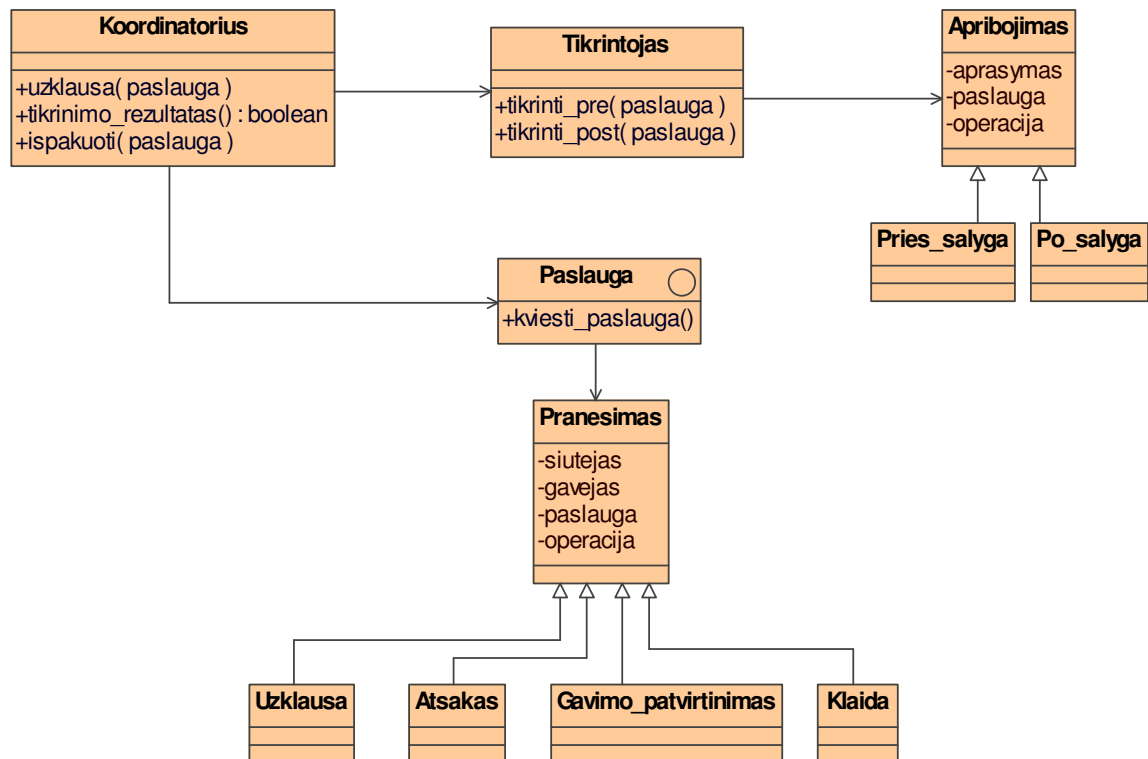 Koordinatorius
+uzklausa( paslauga )
+tikrinimo_rezultatas() : boolean
+ispakuoti( paslauga )
Tikrintojas
+tikrinti_pre( paslauga )
+tikrinti_post( paslauga )
Apribojimas
-aprasymas
-paslauga
-operacija
Pries_salyga
Po_salyga
Paslauga
+kviesti_paslauga()
Pranesimas
-siutejas
-gavejas
-paslauga
-operacija
Uzklausa
Atsakas
Gavimo_patvirtinimas
Klaida